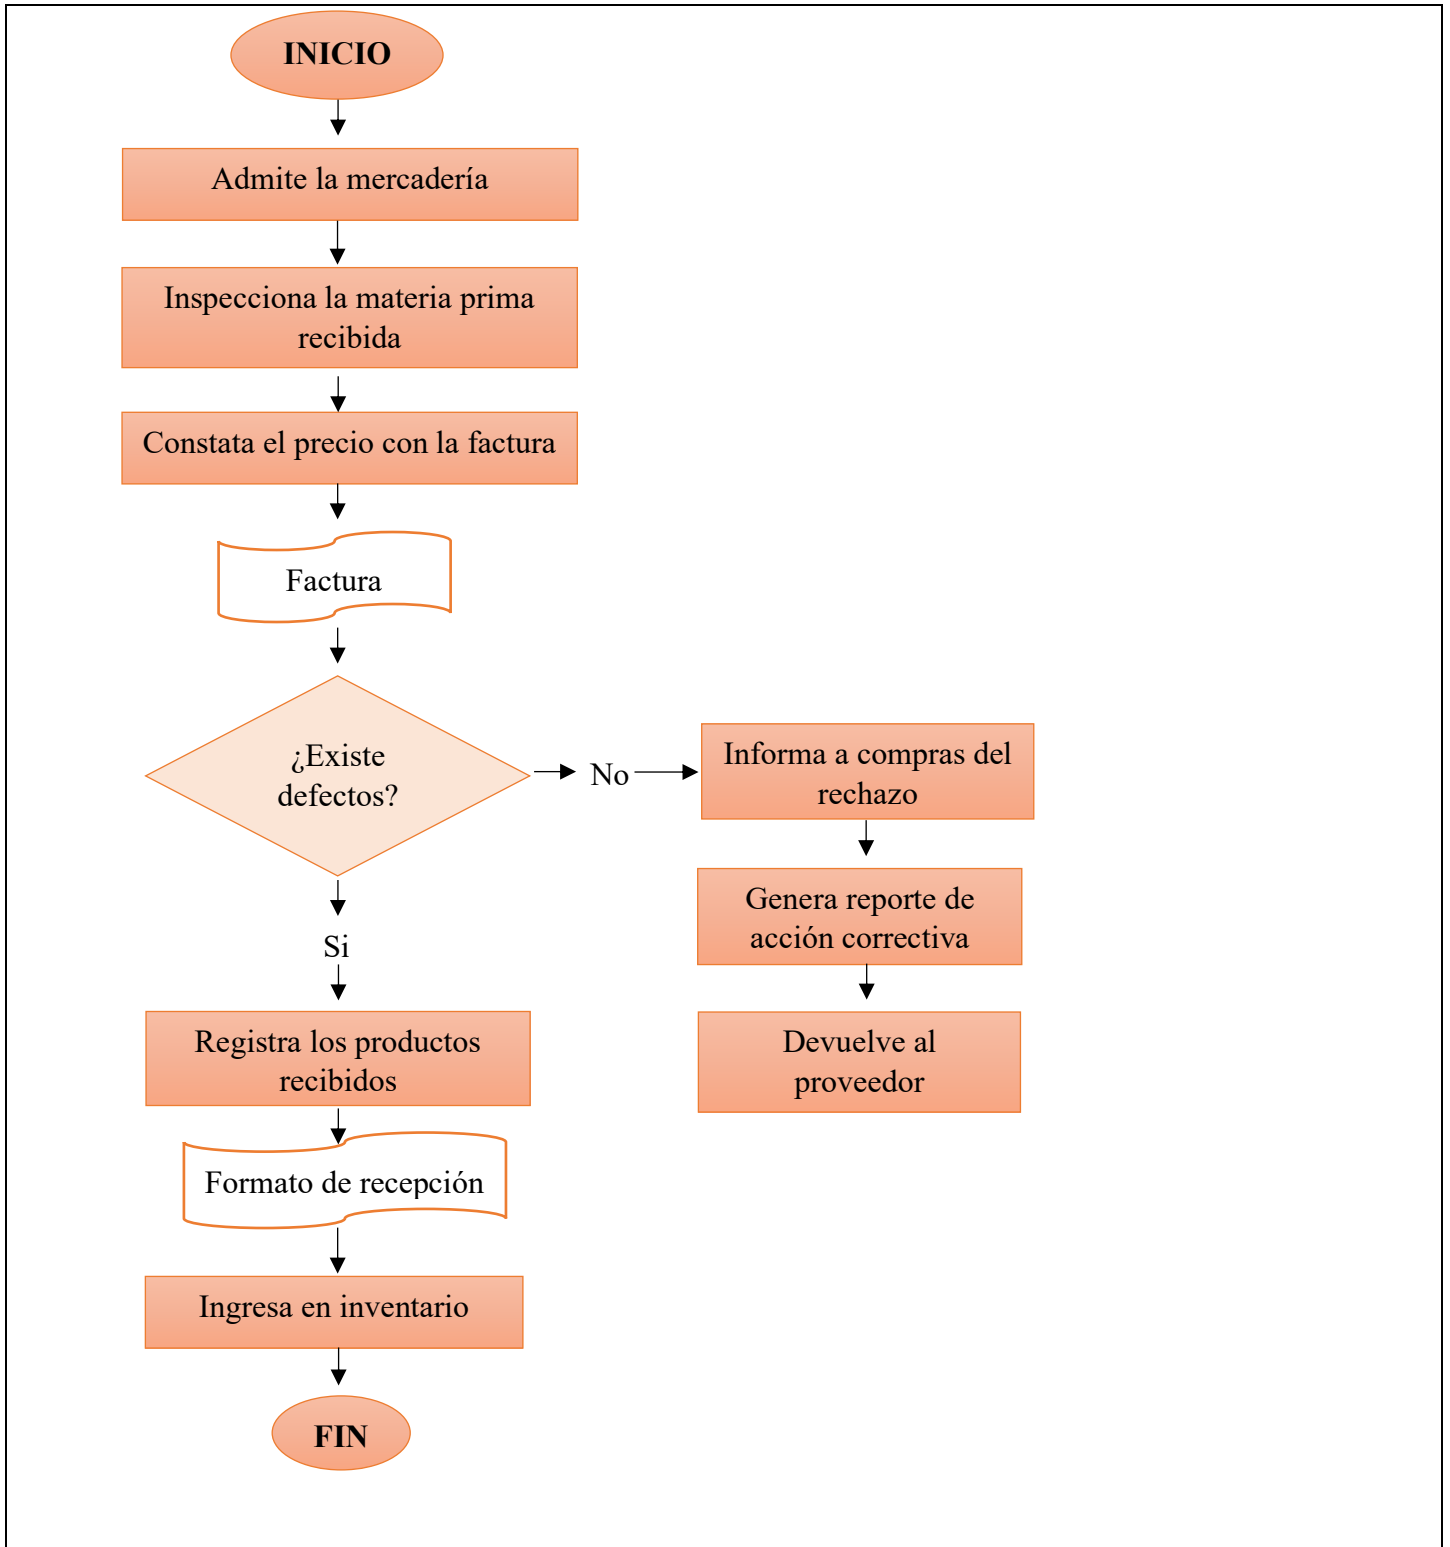 INICIO
Admite la mercadería
Inspecciona la materia prima
recibida
Constata el precio con la factura
Factura
¿Existe
defectos?
No
Informa a compras del
rechazo
Genera reporte de
acción correctiva
Devuelve al
proveedor
Si
Registra los productos
recibidos
Formato de recepción
Ingresa en inventario
FIN